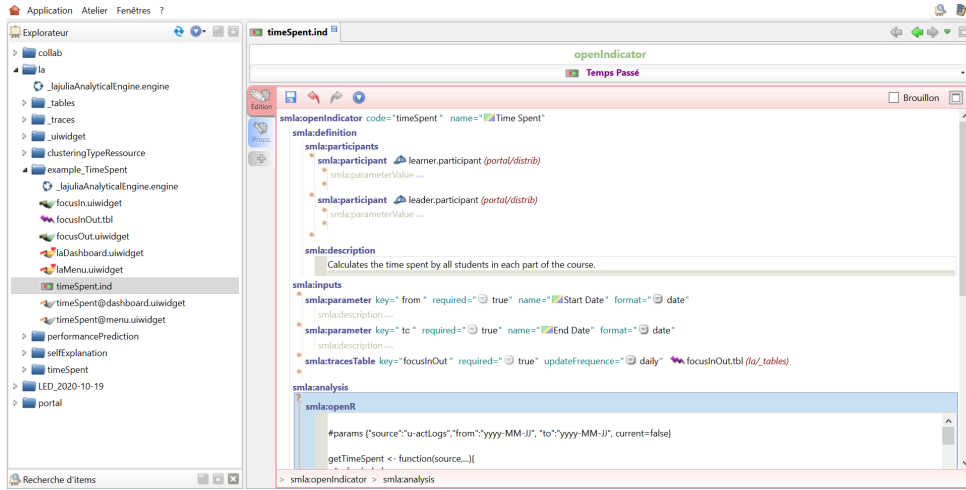 Application Atelier Fenêtres ?
Explorateur
collab
la
_lajuliaAnalyticalEngine.engine
_tables
_traces
_uiwidget
clusteringTypeRessource
example_TimeSpent
_lajuliaAnalyticalEngine.engine
focusIn.uiwidget
focusInOut.tbl
focusOut.uiwidget
laDashboard.uiwidget
laMenu.uiwidget
timeSpent.ind
timeSpent@dashboard.uiwidget
timeSpent@menu.uiwidget
performancePrediction
selfExplanation
timeSpent
LED_2020-10-19
portal
Recherche d'items
timeSpent.ind
openIndicator
Temps Passé
Edition
Props.
Brouillon
smla:openIndicator code="timeSpent " name="Time Spent"
smla:definition
smla:participants
smla:participant learner.participant (portal/distrib)
smla:parameterValue ...
smla:participant leader.participant (portal/distrib)
smla:parameterValue ...
smla:description
Calculates the time spent by all students in each part of the course.
smla:inputs
smla:parameter key=" from " required=" true" name="Start Date" format=" date"
smla:description ...
smla:parameter key=" to " required=" true" name="End Date" format=" date"
smla:description ...
smla:tracesTable key="focusInOut " required=" true" updateFrequence=" daily" focusInOut.tbl (la/_tables)
smla:analysis
?
smla:openR
#params {"source":"u-actLogs","from":"yyyy-MM-JJ", "to":"yyyy-MM-JJ", current=false}
getTimeSpent <- function(source,...){
> smla:openIndicator > smla:analysis